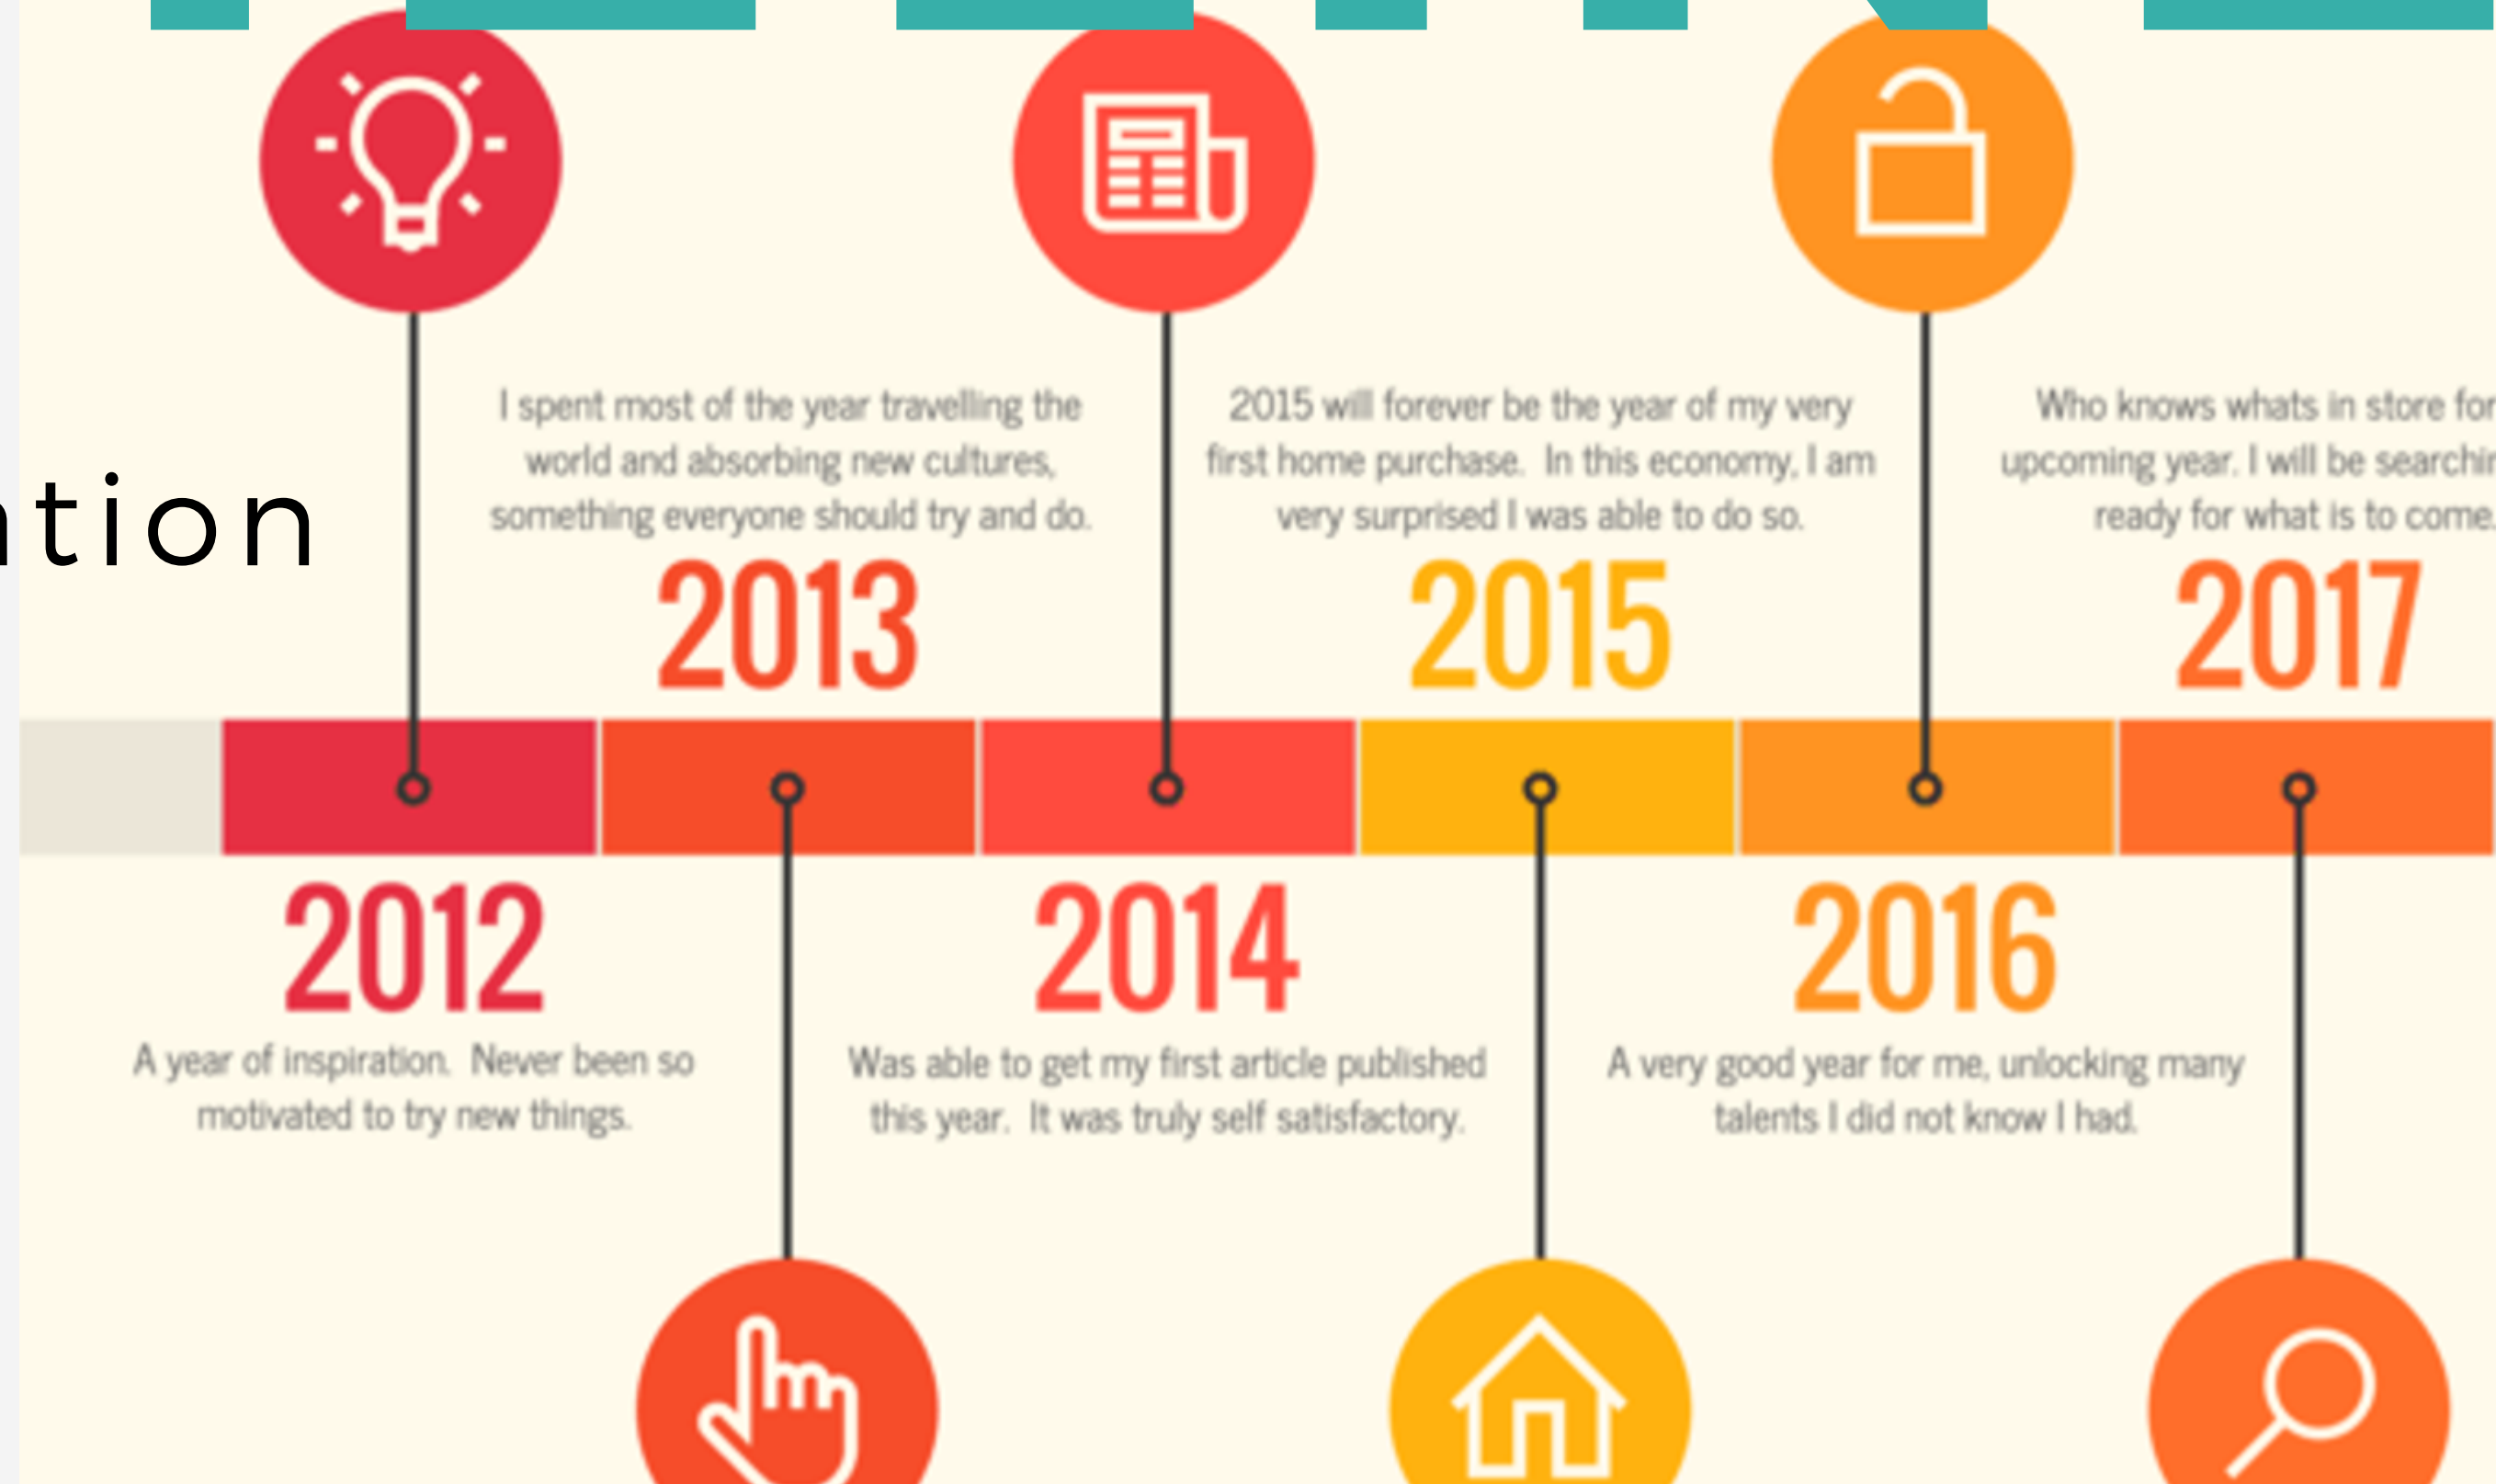 ntion
I spent most of the year travelling the
world and absorbing new cultures,
something everyone should try and do.
2013
2015 will forever be the year of my very
first home purchase. In this economy, I am
very surprised I was able to do so.
2015
Who knows whats in store for
upcoming year. I will be searchin
ready for what is to come.
2017
2012
A year of inspiration. Never been so
motivated to try new things.
2014
Was able to get my first article published
this year. It was truly self satisfactory.
2016
A very good year for me, unlocking many
talents I did not know I had.